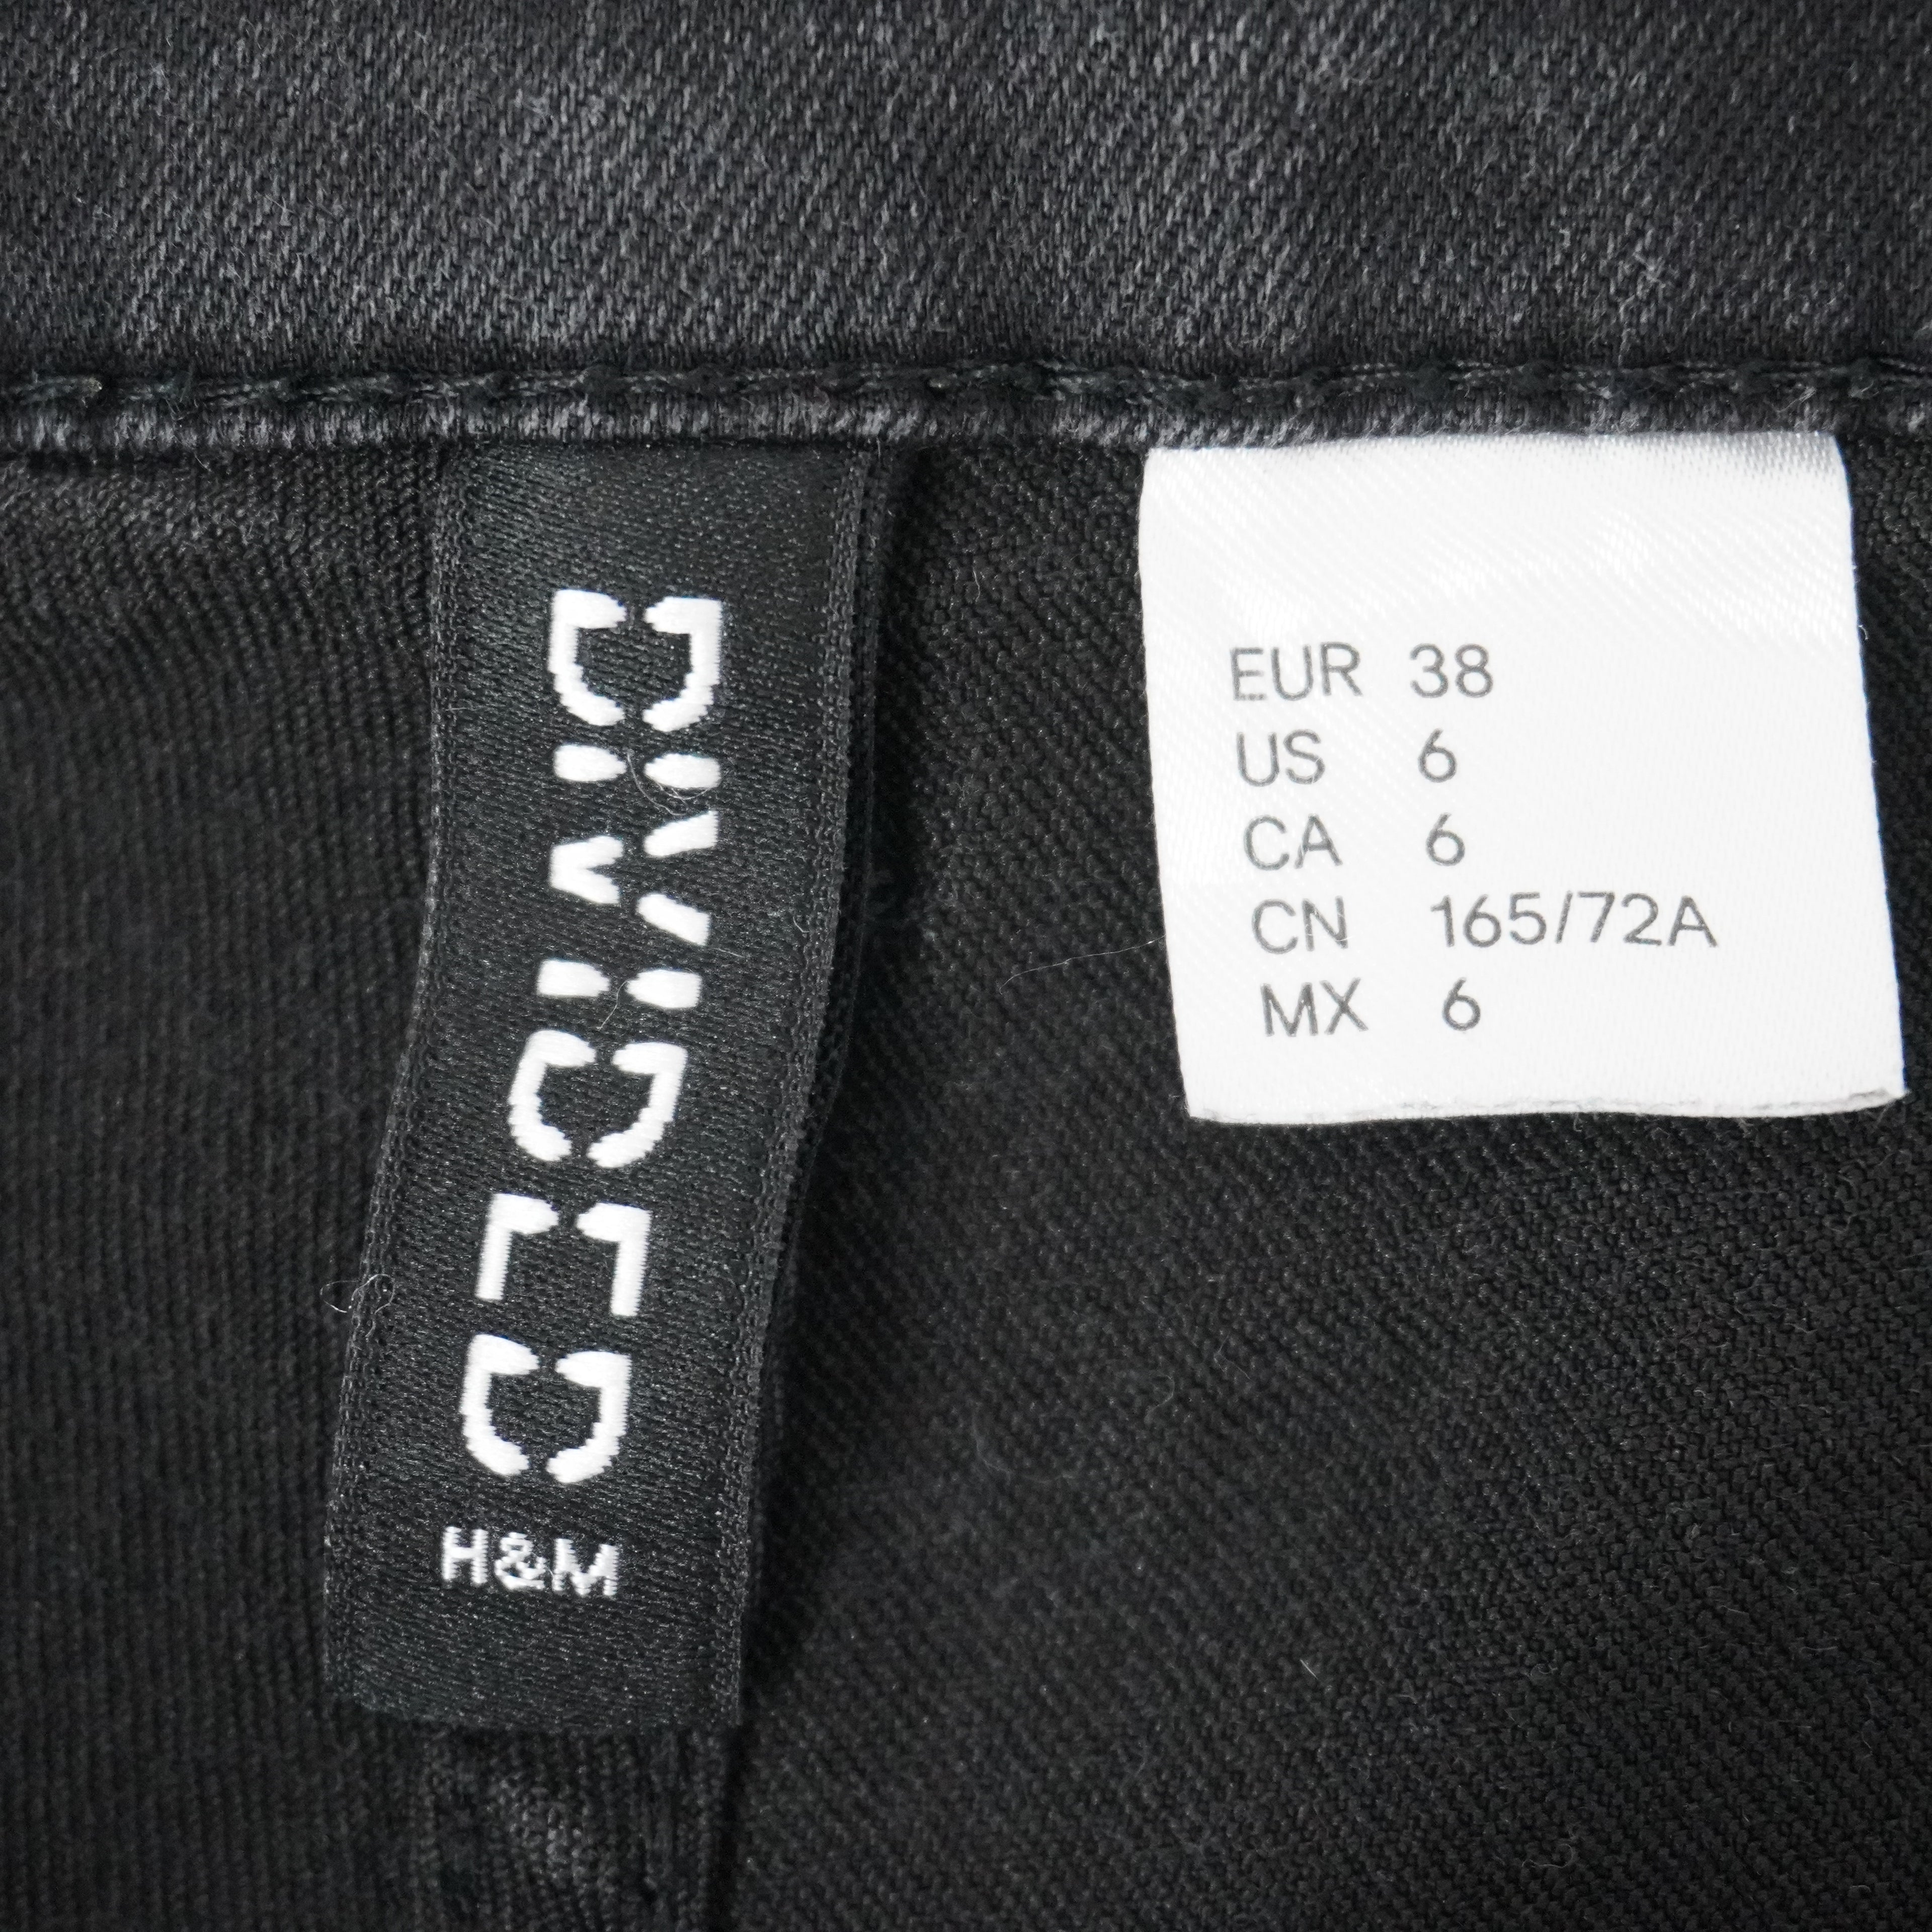 DIVIDED
H&M
EUR 38
US 6
CA 6
CN 165/72A
MX 6